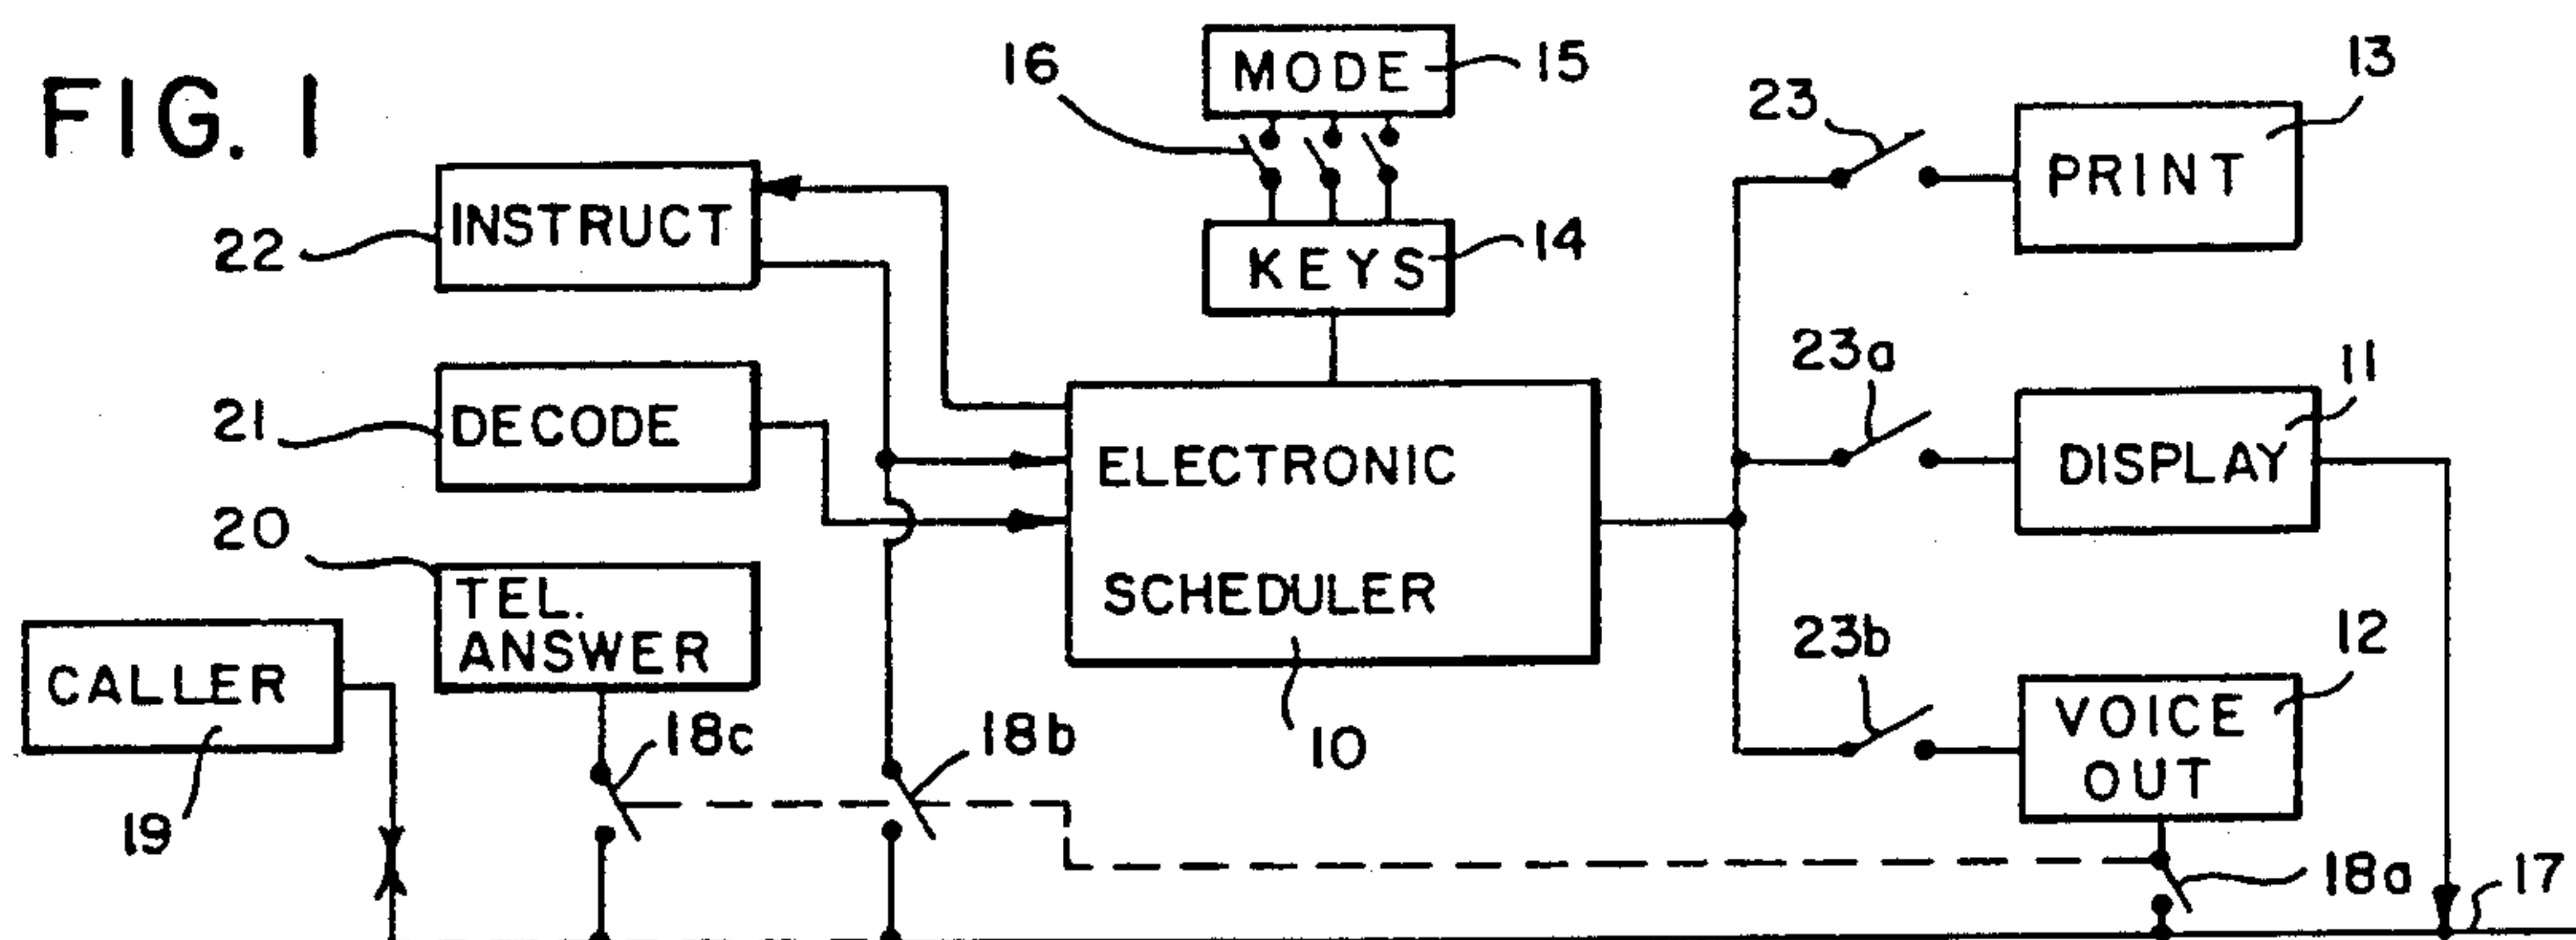 FIG. 1
16
MODE
15
23
13
PRINT
22
INSTRUCT
KEYS
14
23a
11
21
DECODE
ELECTRONIC
DISPLAY
20
TEL.
ANSWER
SCHEDULER
23b
12
CALLER
18c
18b
10
VOICE
OUT
19
18a
17